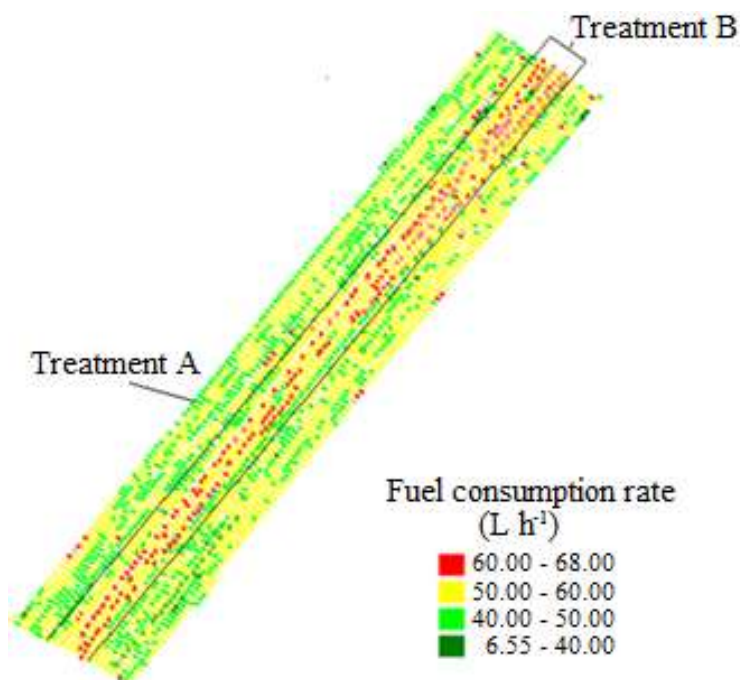 Treatment B
Treatment A
Fuel consumption rate
(L h⁻¹)
60.00 - 68.00
50.00 - 60.00
40.00 - 50.00
6.55 - 40.00